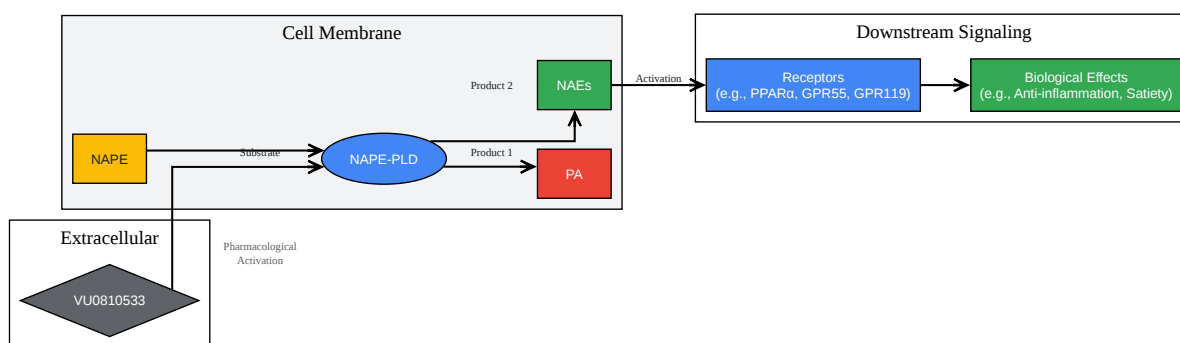 Cell Membrane
Downstream Signaling
Product 2
NAEs
Activation
Receptors
(e.g., PPARα, GPR55, GPR119)
Biological Effects
(e.g., Anti-inflammation, Satiety)
NAPE
Substrate
NAPE-PLD
Product 1
PA
Extracellular
Pharmacological
Activation
VU0810533